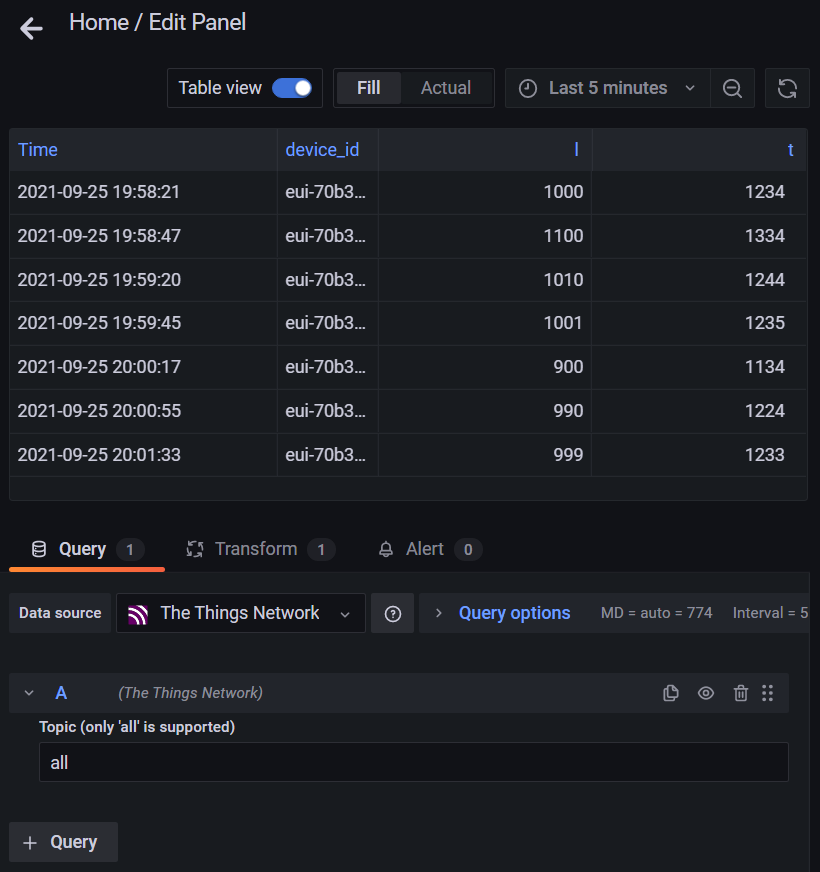 Home / Edit Panel
Table view Fill Actual Last 5 minutes
Time device_id l t
2021-09-25 19:58:21 eui-70b3... 1000 1234
2021-09-25 19:58:47 eui-70b3... 1100 1334
2021-09-25 19:59:20 eui-70b3... 1010 1244
2021-09-25 19:59:45 eui-70b3... 1001 1235
2021-09-25 20:00:17 eui-70b3... 900 1134
2021-09-25 20:00:55 eui-70b3... 990 1224
2021-09-25 20:01:33 eui-70b3... 999 1233
Query 1 Transform 1 Alert 0
Data source The Things Network Query options MD = auto = 774 Interval = 5
A (The Things Network)
Topic (only 'all' is supported)
all
+ Query